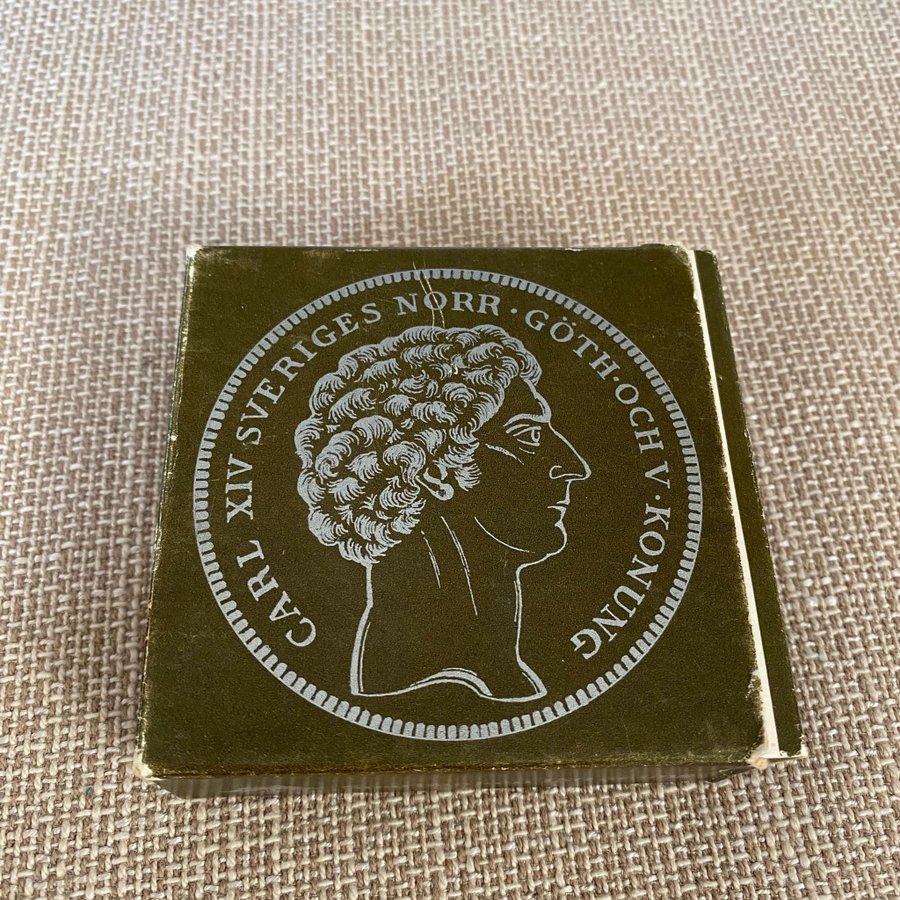 CARL XIV SVERIGES NORR · GÖTH · OCH V · KONUNG